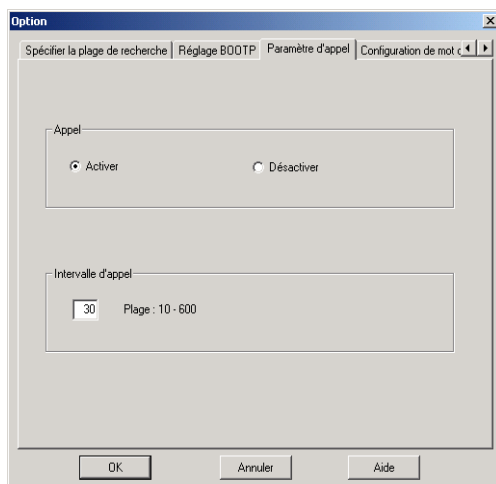 Option
Spécifier la plage de recherche Réglage BOOTP Paramètre d'appel Configuration de mot
Appel
Activer Désactiver
Intervalle d'appel
30 Plage : 10 - 600
OK Annuler Aide